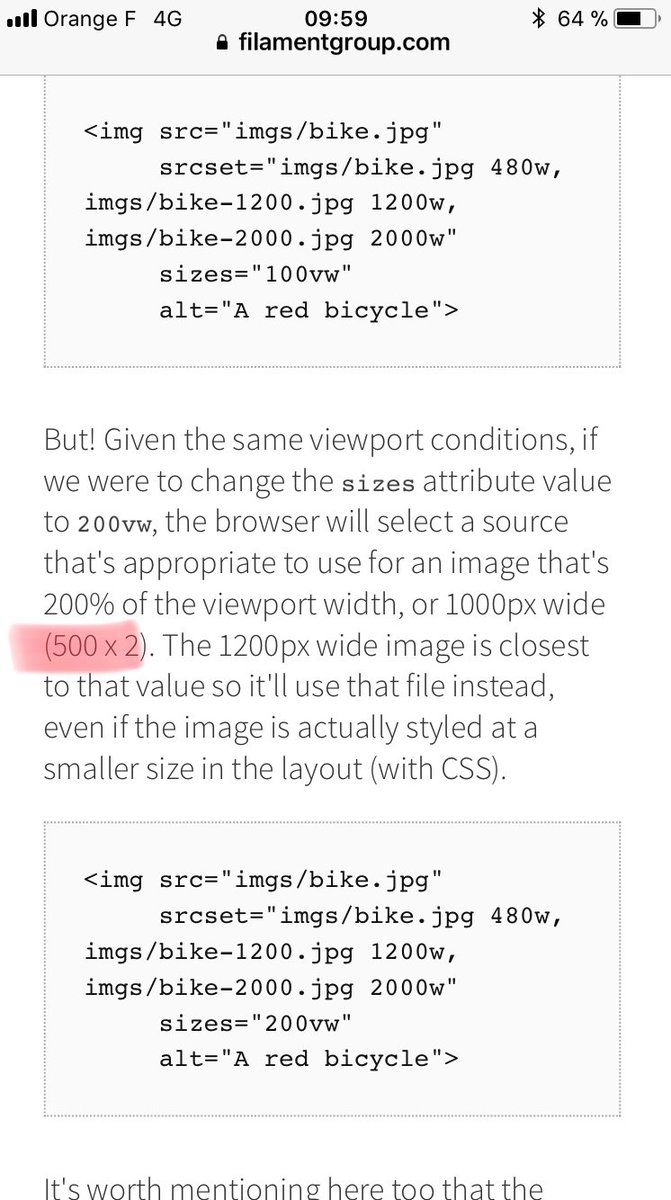 Orange F 4G 09:59 64 %
filamentgroup.com
<img src="imgs/bike.jpg"
srcset="imgs/bike.jpg 480w,
imgs/bike-1200.jpg 1200w,
imgs/bike-2000.jpg 2000w"
sizes="100vw"
alt="A red bicycle">
But! Given the same viewport conditions, if
we were to change the sizes attribute value
to 200vw, the browser will select a source
that's appropriate to use for an image that's
200% of the viewport width, or 1000px wide
(500 x 2). The 1200px wide image is closest
to that value so it'll use that file instead,
even if the image is actually styled at a
smaller size in the layout (with CSS).
<img src="imgs/bike.jpg"
srcset="imgs/bike.jpg 480w,
imgs/bike-1200.jpg 1200w,
imgs/bike-2000.jpg 2000w"
sizes="200vw"
alt="A red bicycle">
It's worth mentioning here too that the